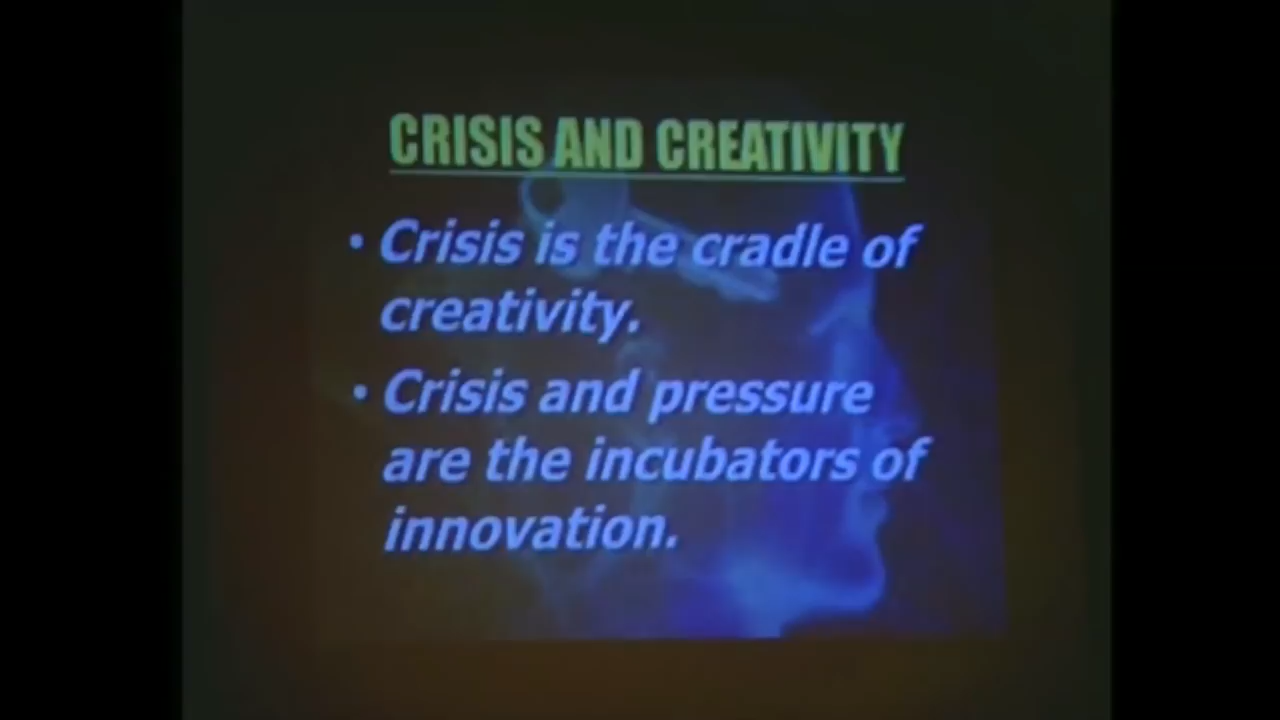 CRISIS AND CREATIVITY
• Crisis is the cradle of
creativity.
• Crisis and pressure
are the incubators of
innovation.